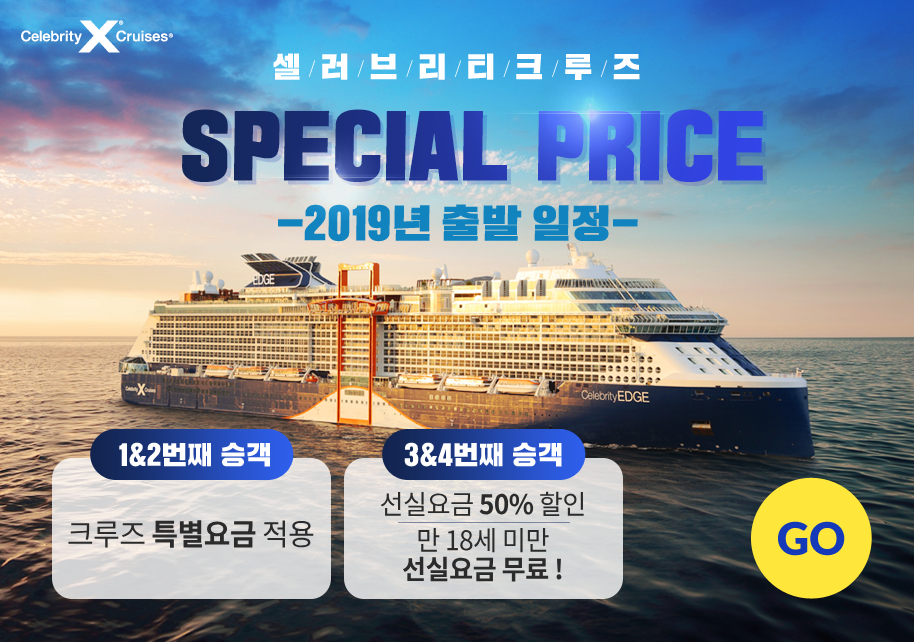 Celebrity X Cruises®
셀/러/브/리/티/크/루/즈
SPECIAL PRICE
-2019년 출발 일정-
EDGE
Celebrity X Cruises
CelebrityEDGE
1&2번째 승객
크루즈 특별요금 적용
3&4번째 승객
선실요금 50% 할인
만 18세 미만
선실요금 무료 !
GO